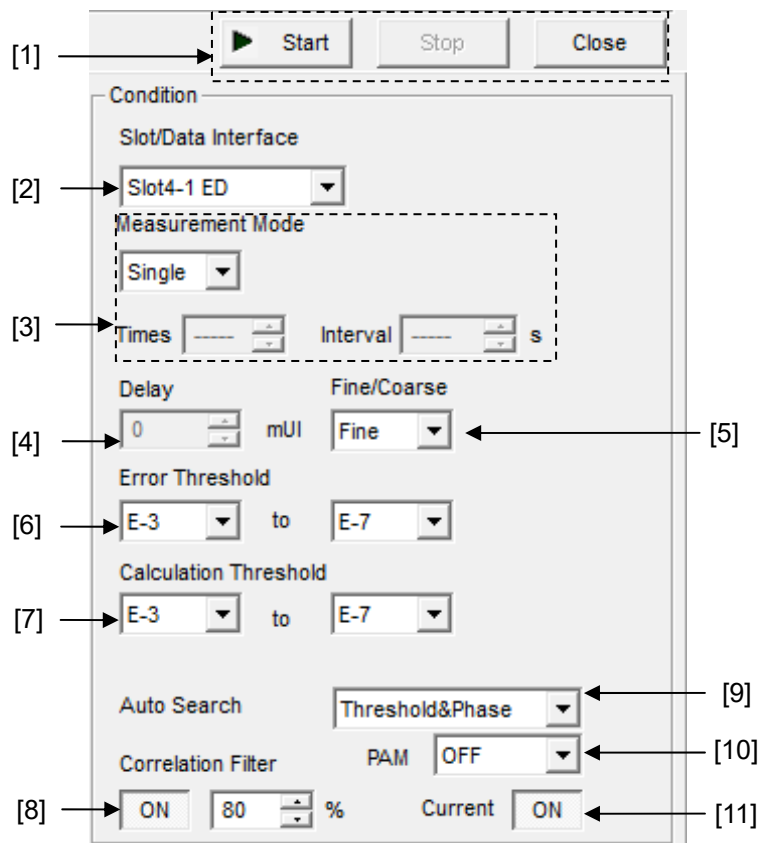 [1] Start Stop Close
Condition
Slot/Data Interface
[2] Slot4-1 ED
Measurement Mode
Single
[3] Times ----- Interval ----- s
Delay Fine/Coarse
[4] 0 mUI Fine [5]
Error Threshold
[6] E-3 to E-7
Calculation Threshold
[7] E-3 to E-7
Auto Search Threshold&Phase [9]
Correlation Filter PAM OFF [10]
[8] ON 80 % Current ON [11]